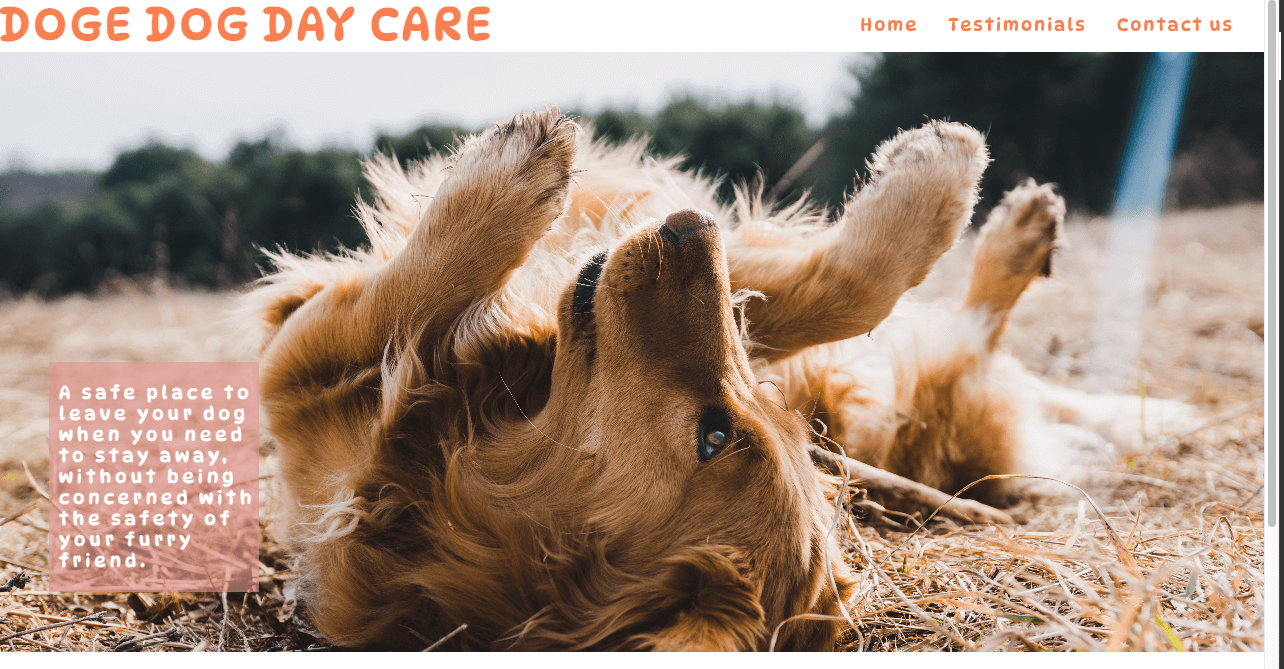 DOGE DOG DAY CARE
Home Testimonials Contact us
A safe place to
leave your dog
when you need
to stay away,
without being
concerned with
the safety of
your furry
friend.